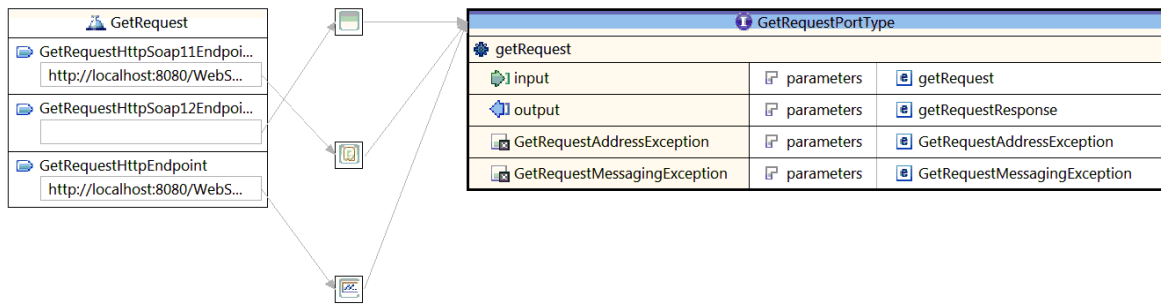 GetRequest
GetRequestHttpSoap11Endpoi...
http://localhost:8080/WebS...
GetRequestHttpSoap12Endpoi...
GetRequestHttpEndpoint
http://localhost:8080/WebS...
GetRequestPortType
getRequest
input parameters getRequest
output parameters getRequestResponse
GetRequestAddressException parameters GetRequestAddressException
GetRequestMessagingException parameters GetRequestMessagingException